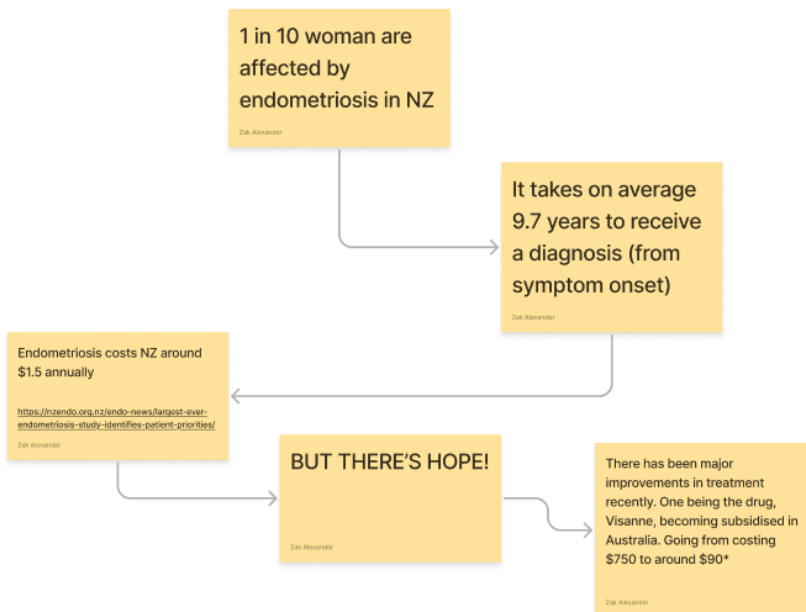 1 in 10 woman are
affected by
endometriosis in NZ
Zak Alexander
It takes on average
9.7 years to receive
a diagnosis (from
symptom onset)
Zak Alexander
Endometriosis costs NZ around
$1.5 annually
https://nzendo.org.nz/endo-news/largest-ever-
endometriosis-study-identifies-patient-priorities/
Zak Alexander
BUT THERE'S HOPE!
Zak Alexander
There has been major
improvements in treatment
recently. One being the drug,
Visanne, becoming subsidised in
Australia. Going from costing
$750 to around $90*
Zak Alexander